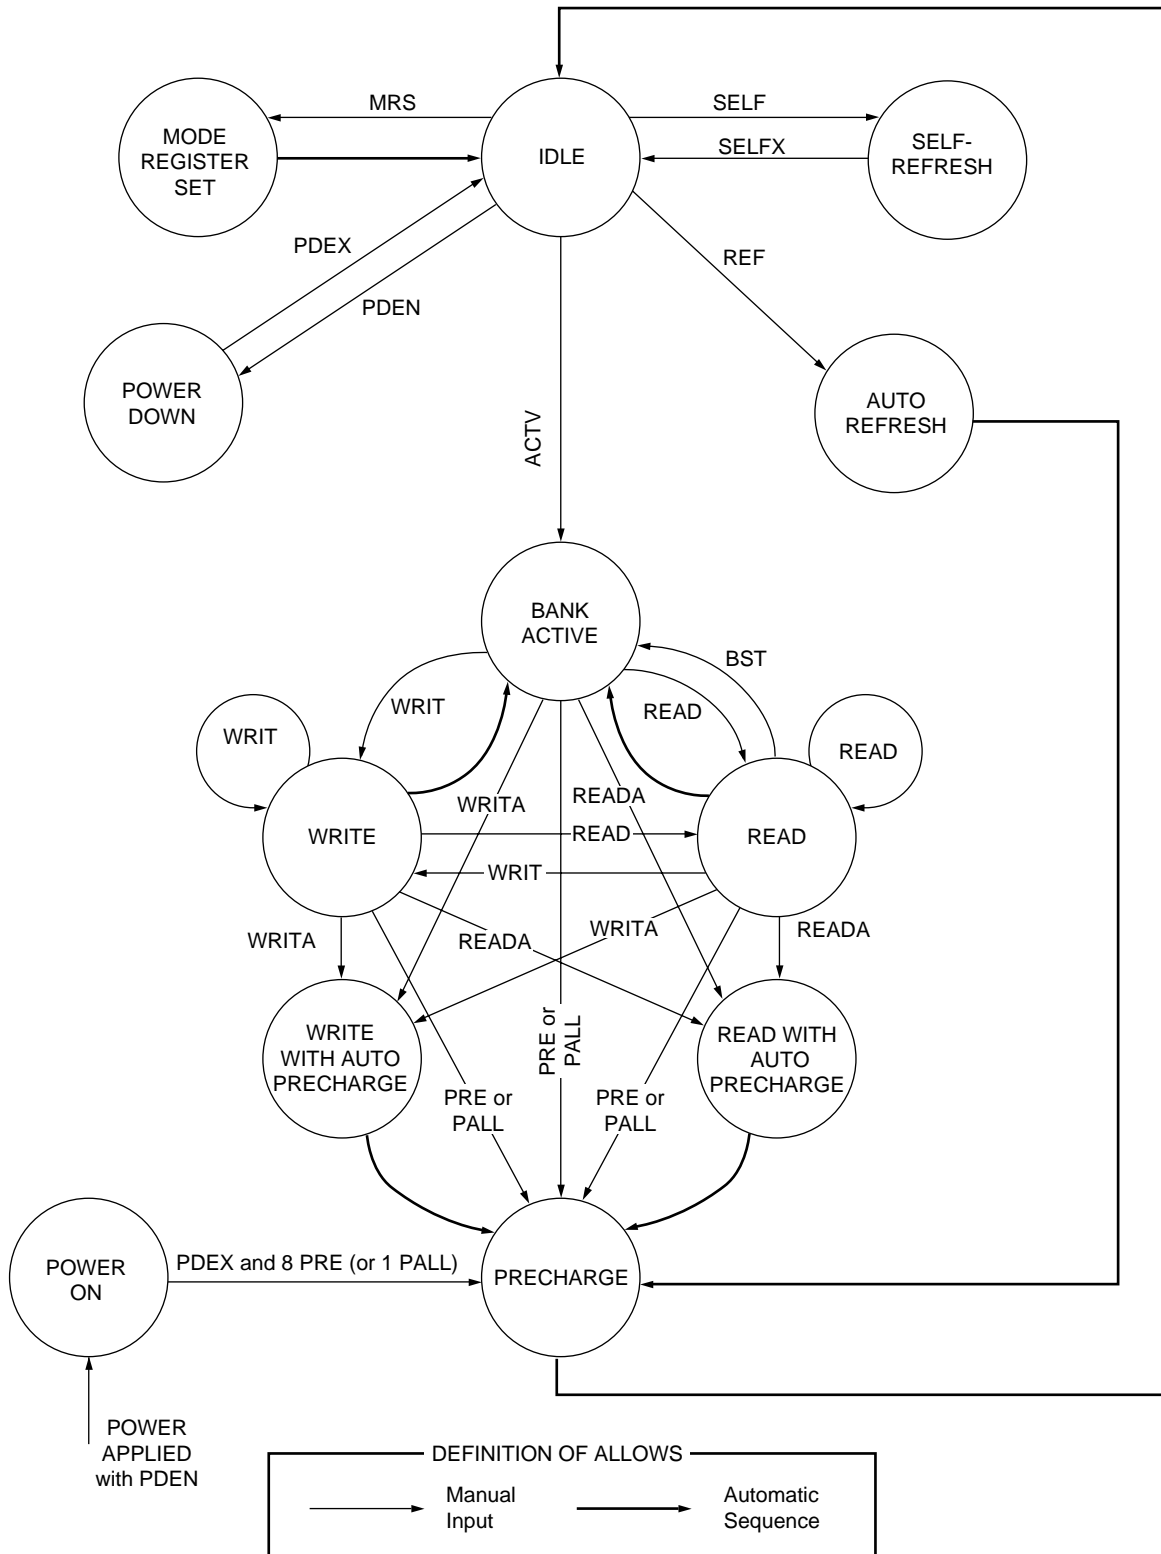 MRS
SELF
MODE
REGISTER
SET
IDLE
SELFX
SELF-
REFRESH
PDEX
REF
PDEN
POWER
DOWN
AUTO
REFRESH
ACTV
BANK
ACTIVE
BST
WRIT
READ
WRIT
READ
WRITA
READA
WRITE
READ
READ
WRIT
WRITA
READA
WRITA
READA
WRITE
WITH AUTO
PRECHARGE
PRE or
PALL
READ WITH
AUTO
PRECHARGE
PRE or
PALL
PRE or
PALL
POWER
ON
PDEX and 8 PRE (or 1 PALL)
PRECHARGE
POWER
APPLIED
with PDEN
DEFINITION OF ALLOWS
Manual
Input
Automatic
Sequence